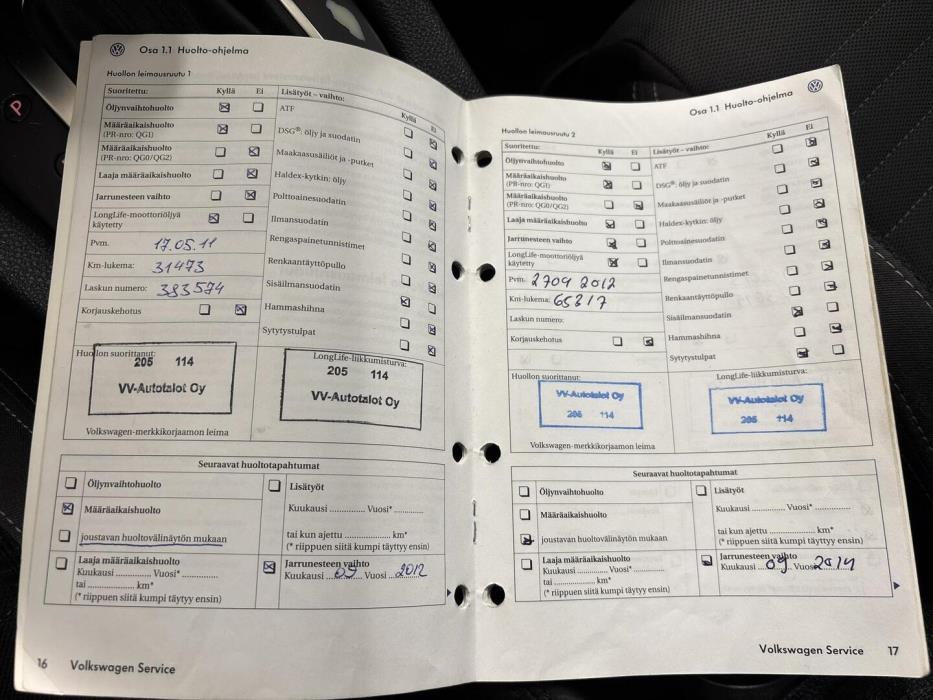 P
Osa 1.1 Huolto-ohjelma
Huollon leimausruutu 1
Suoritettu: Kyllä Ei
Öljynvaihtohuolto
Määräaikaishuolto
(PR-nro: QG1)
Määräaikaishuolto
(PR-nro: QG0/QG2)
Laaja määräaikaishuolto
Jarrunesteen vaihto
LongLife-moottoriöljyä
käytetty
Pvm. 17.05.11
Km-lukema: 31473
Laskun numero: 383574
Korjauskehotus
Lisätyöt – vaihto: Kyllä Ei
ATF
DSG®: öljy ja suodatin
Maakaasusäiliöt ja -putket
Haldex-kytkin: öljy
Polttoainesuodatin
Ilmansuodatin
Rengaspainetunnistimet
Renkaantäyttöpullo
Sisäilmansuodatin
Hammashihna
Sytytystulpat
Huollon suorittanut:
205 114
VV-Autotalot Oy
Volkswagen-merkkikorjaamon leima
LongLife-liikkumisturva:
205 114
VV-Autotalot Oy
Seuraavat huoltotapahtumat
Öljynvaihtohuolto
Määräaikaishuolto
joustavan huoltovälinäytön mukaan
Laaja määräaikaishuolto
Kuukausi ............... Vuosi* ...............
tai ............... km*
(* riippuen siitä kumpi täytyy ensin)
Lisätyöt
Kuukausi ............... Vuosi* ...............
tai kun ajettu ............... km*
(* riippuen siitä kumpi täytyy ensin)
Jarrunesteen vaihto
Kuukausi 09 Vuosi 2012
16 Volkswagen Service
Osa 1.1 Huolto-ohjelma
Huollon leimausruutu 2
Suoritettu: Kyllä Ei
Öljynvaihtohuolto
Määräaikaishuolto
(PR-nro: QG1)
Määräaikaishuolto
(PR-nro: QG0/QG2)
Laaja määräaikaishuolto
Jarrunesteen vaihto
LongLife-moottoriöljyä
käytetty
Pvm. 2704 2012
Km-lukema: 65817
Laskun numero:
Korjauskehotus
Lisätyöt – vaihto: Kyllä Ei
ATF
DSG®: öljy ja suodatin
Maakaasusäiliöt ja -putket
Haldex-kytkin: öljy
Polttoainesuodatin
Ilmansuodatin
Rengaspainetunnistimet
Renkaantäyttöpullo
Sisäilmansuodatin
Hammashihna
Sytytystulpat
Huollon suorittanut:
VV-Autotalot Oy
205 114
Volkswagen-merkkikorjaamon leima
LongLife-liikkumisturva:
VV-Autotalot Oy
205 114
Seuraavat huoltotapahtumat
Öljynvaihtohuolto
Määräaikaishuolto
joustavan huoltovälinäytön mukaan
Laaja määräaikaishuolto
Kuukausi ............... Vuosi* ...............
tai ............... km*
(* riippuen siitä kumpi täytyy ensin)
Lisätyöt
Kuukausi ............... Vuosi* ...............
tai kun ajettu ............... km*
(* riippuen siitä kumpi täytyy ensin)
Jarrunesteen vaihto
Kuukausi 09 Vuosi 2014
Volkswagen Service 17